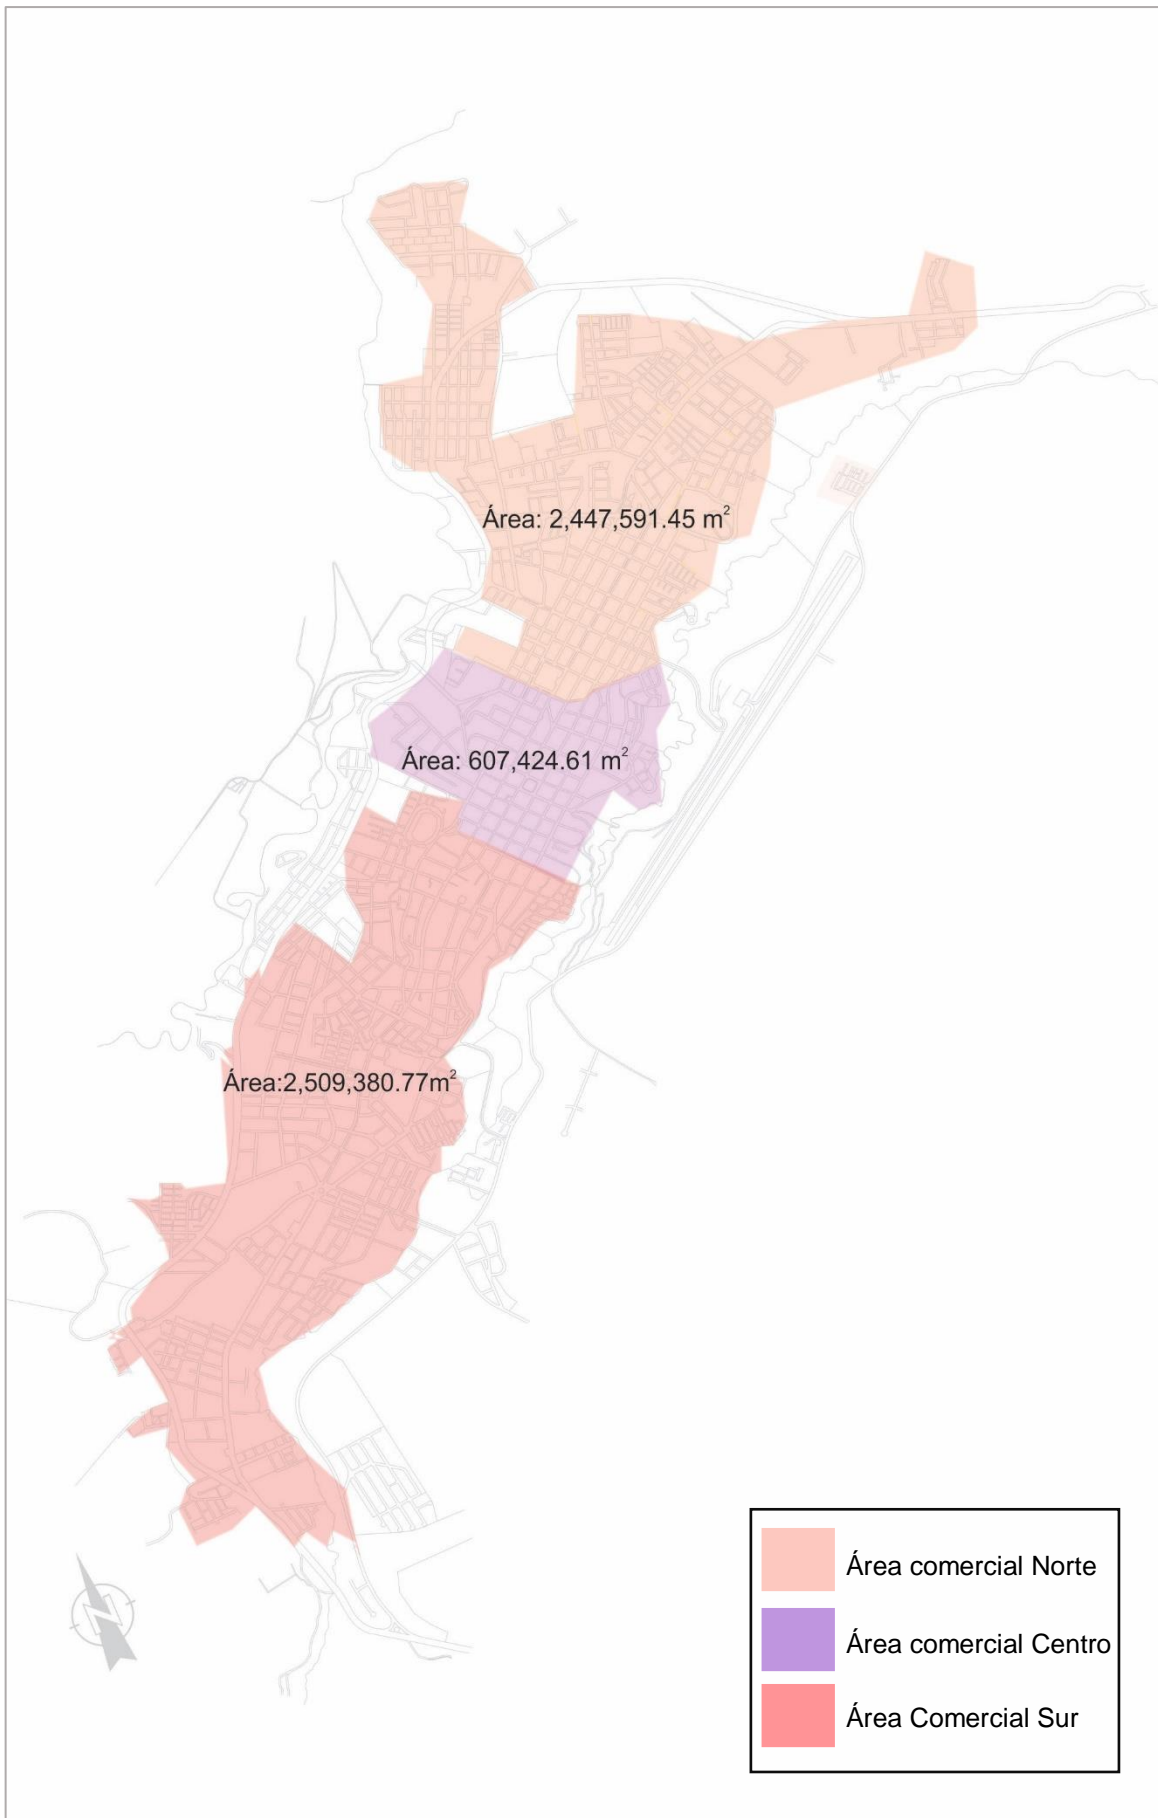 Área: 2,447,591.45 m²
Área: 607,424.61 m²
Área:2,509,380.77m²
Área comercial Norte
Área comercial Centro
Área Comercial Sur